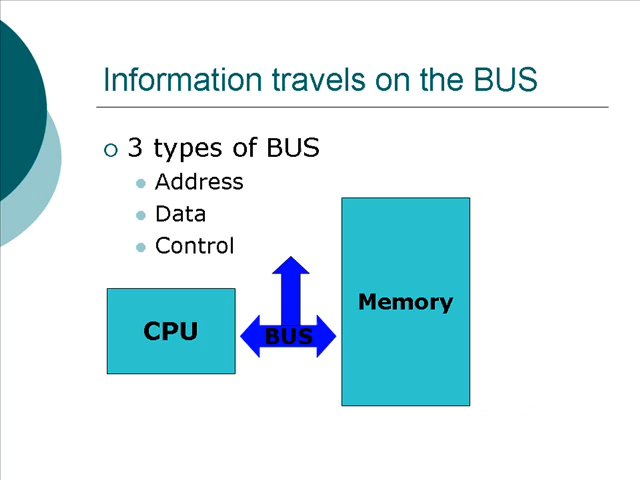 Information travels on the BUS
3 types of BUS
Address
Data
Control
CPU
BUS
Memory